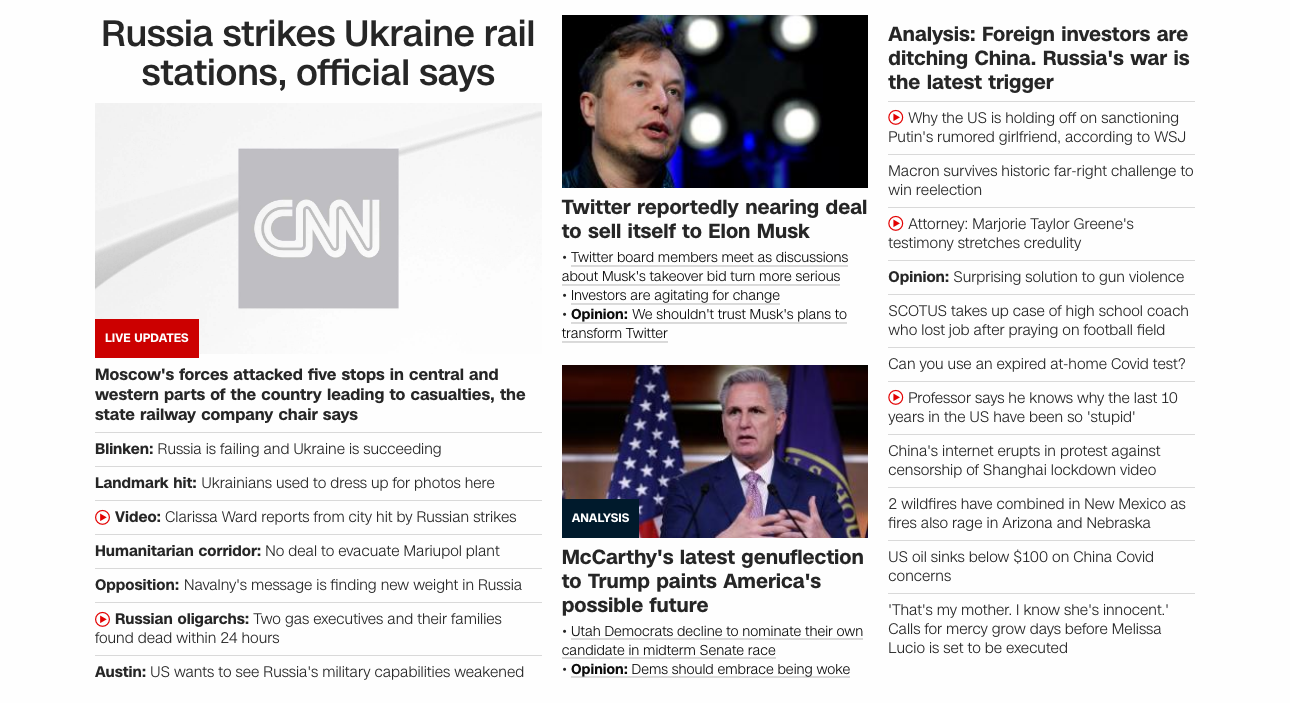 Russia strikes Ukraine rail
stations, official says
CNN
LIVE UPDATES
Moscow's forces attacked five stops in central and
western parts of the country leading to casualties, the
state railway company chair says
Blinken: Russia is failing and Ukraine is succeeding
Landmark hit: Ukrainians used to dress up for photos here
Video: Clarissa Ward reports from city hit by Russian strikes
Humanitarian corridor: No deal to evacuate Mariupol plant
Opposition: Navalny's message is finding new weight in Russia
Russian oligarchs: Two gas executives and their families
found dead within 24 hours
Austin: US wants to see Russia's military capabilities weakened
Twitter reportedly nearing deal
to sell itself to Elon Musk
• Twitter board members meet as discussions
about Musk's takeover bid turn more serious
• Investors are agitating for change
• Opinion: We shouldn't trust Musk's plans to
transform Twitter
ANALYSIS
McCarthy's latest genuflection
to Trump paints America's
possible future
• Utah Democrats decline to nominate their own
candidate in midterm Senate race
• Opinion: Dems should embrace being woke
Analysis: Foreign investors are
ditching China. Russia's war is
the latest trigger
Why the US is holding off on sanctioning
Putin's rumored girlfriend, according to WSJ
Macron survives historic far-right challenge to
win reelection
Attorney: Marjorie Taylor Greene's
testimony stretches credulity
Opinion: Surprising solution to gun violence
SCOTUS takes up case of high school coach
who lost job after praying on football field
Can you use an expired at-home Covid test?
Professor says he knows why the last 10
years in the US have been so 'stupid'
China's internet erupts in protest against
censorship of Shanghai lockdown video
2 wildfires have combined in New Mexico as
fires also rage in Arizona and Nebraska
US oil sinks below $100 on China Covid
concerns
'That's my mother. I know she's innocent.'
Calls for mercy grow days before Melissa
Lucio is set to be executed